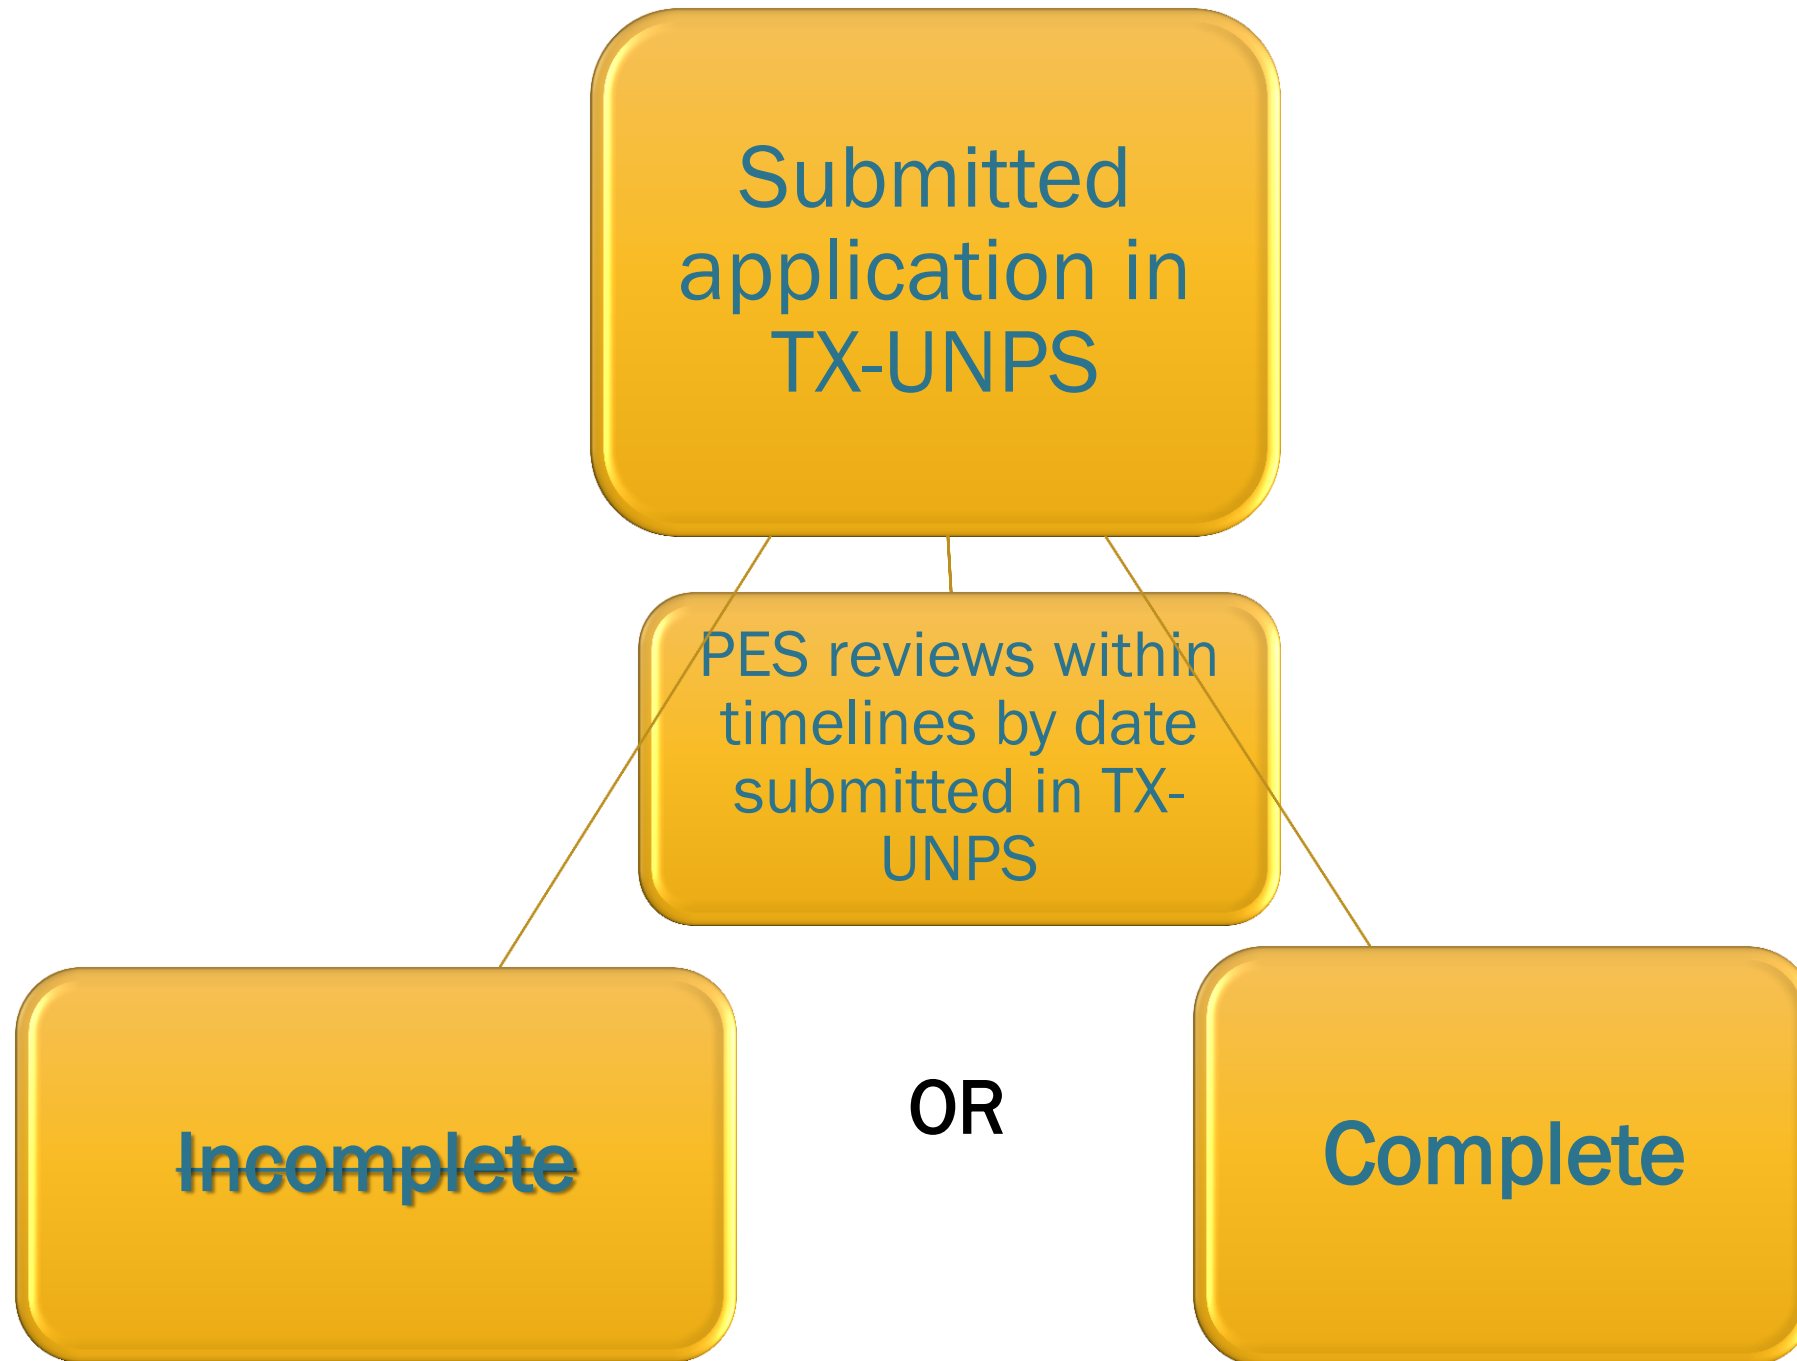 Submitted
application in
TX-UNPS
PES reviews within
timelines by date
submitted in TX-
UNPS
Incomplete
OR
Complete